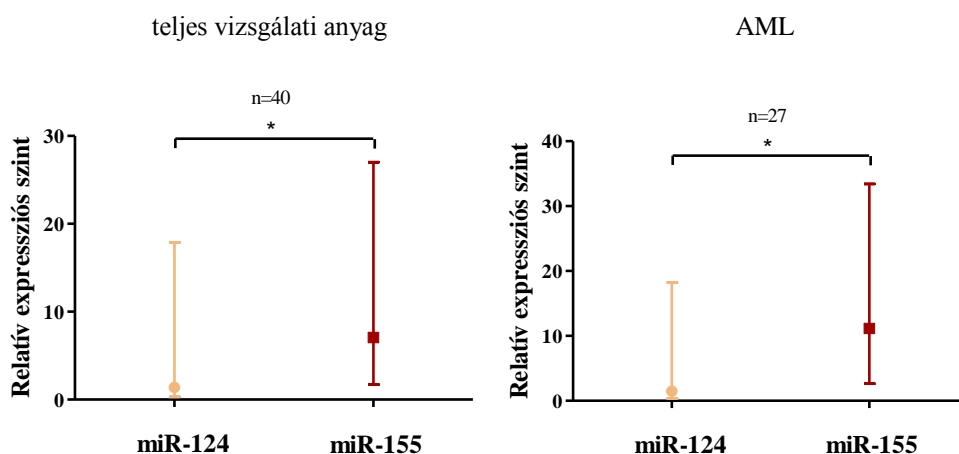 teljes vizsgálati anyag
n=40
*
Relatív expressziós szint
30
20
10
0
miR-124
miR-155
AML
n=27
*
Relatív expressziós szint
40
30
20
10
0
miR-124
miR-155